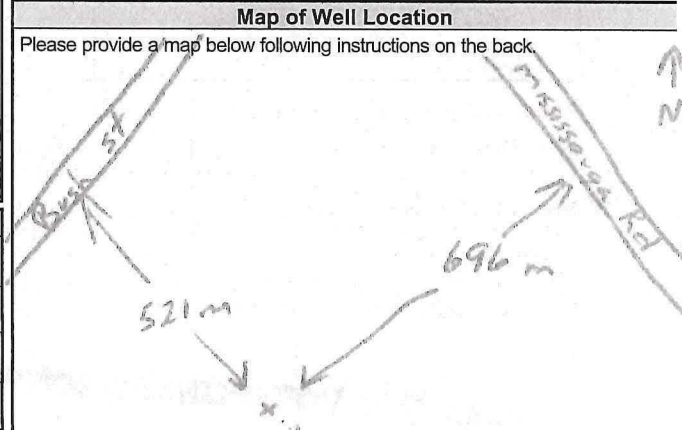 Map of Well Location
Please provide a map below following instructions on the back.
Bush St
Mississauga Rd
N
521 m
696 m
x